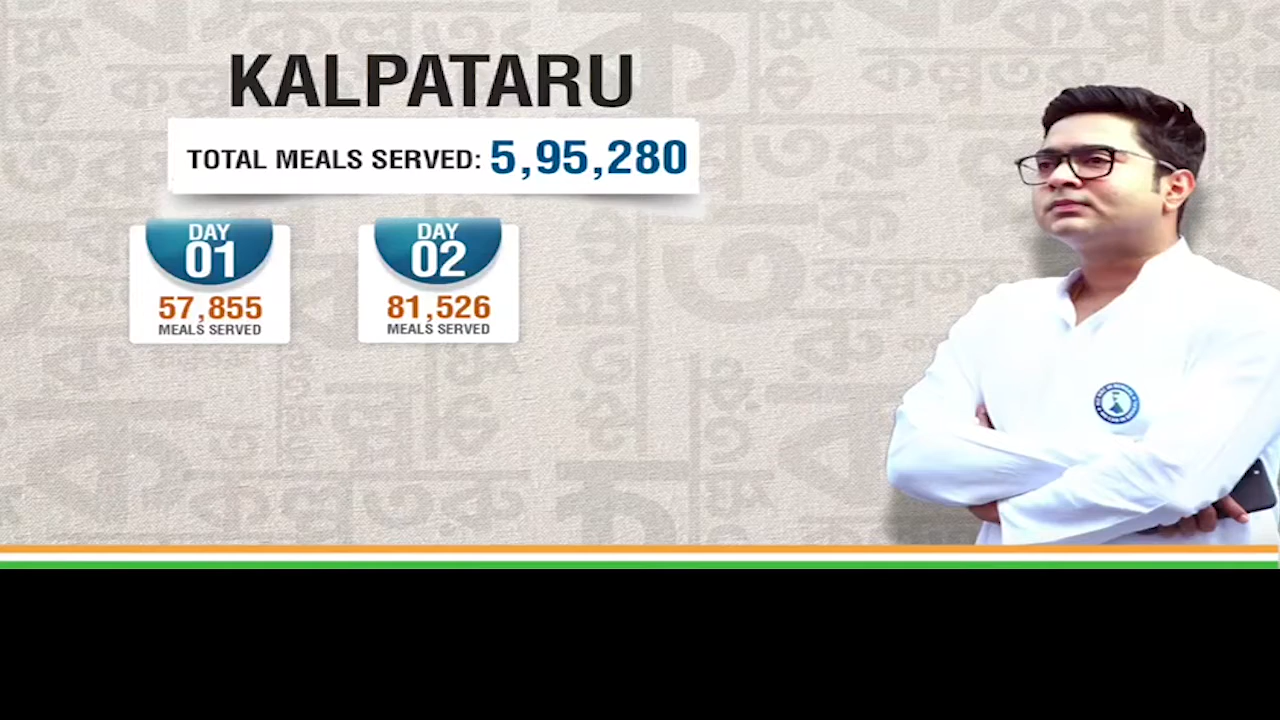 KALPATARU
TOTAL MEALS SERVED: 5,95,280
DAY
01
57,855
MEALS SERVED
DAY
02
81,526
MEALS SERVED